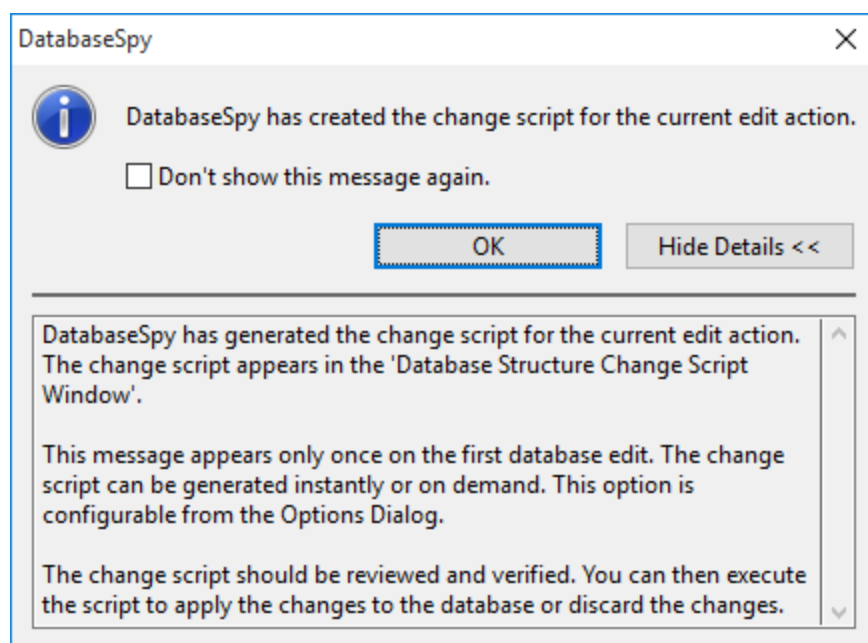 DatabaseSpy
DatabaseSpy has created the change script for the current edit action.
Don't show this message again.
OK
Hide Details <<
DatabaseSpy has generated the change script for the current edit action.
The change script appears in the 'Database Structure Change Script
Window'.
This message appears only once on the first database edit. The change
script can be generated instantly or on demand. This option is
configurable from the Options Dialog.
The change script should be reviewed and verified. You can then execute
the script to apply the changes to the database or discard the changes.